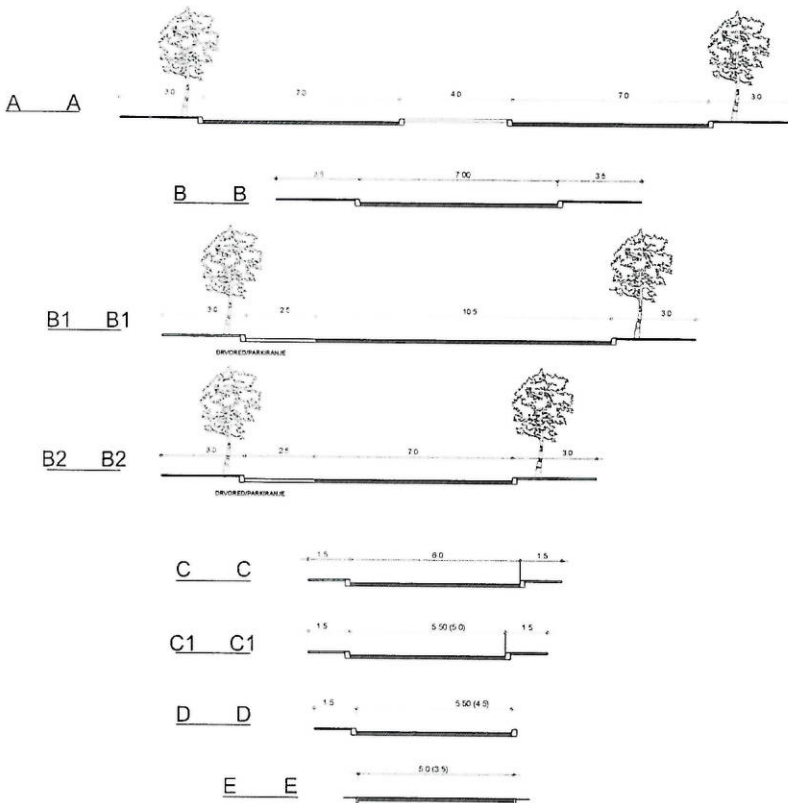 3.0 7.0 4.0 7.0 3.0
A A
3.5 7.00 3.5
B B
3.0 2.5 10.5 3.0
B1 B1
DRVORED/PARKIRANJE
3.0 2.5 7.0 3.0
B2 B2
DRVORED/PARKIRANJE
1.5 6.0 1.5
C C
1.5 5.50 (5.0) 1.5
C1 C1
1.5 5.50 (4.5)
D D
5.0 (3.5)
E E